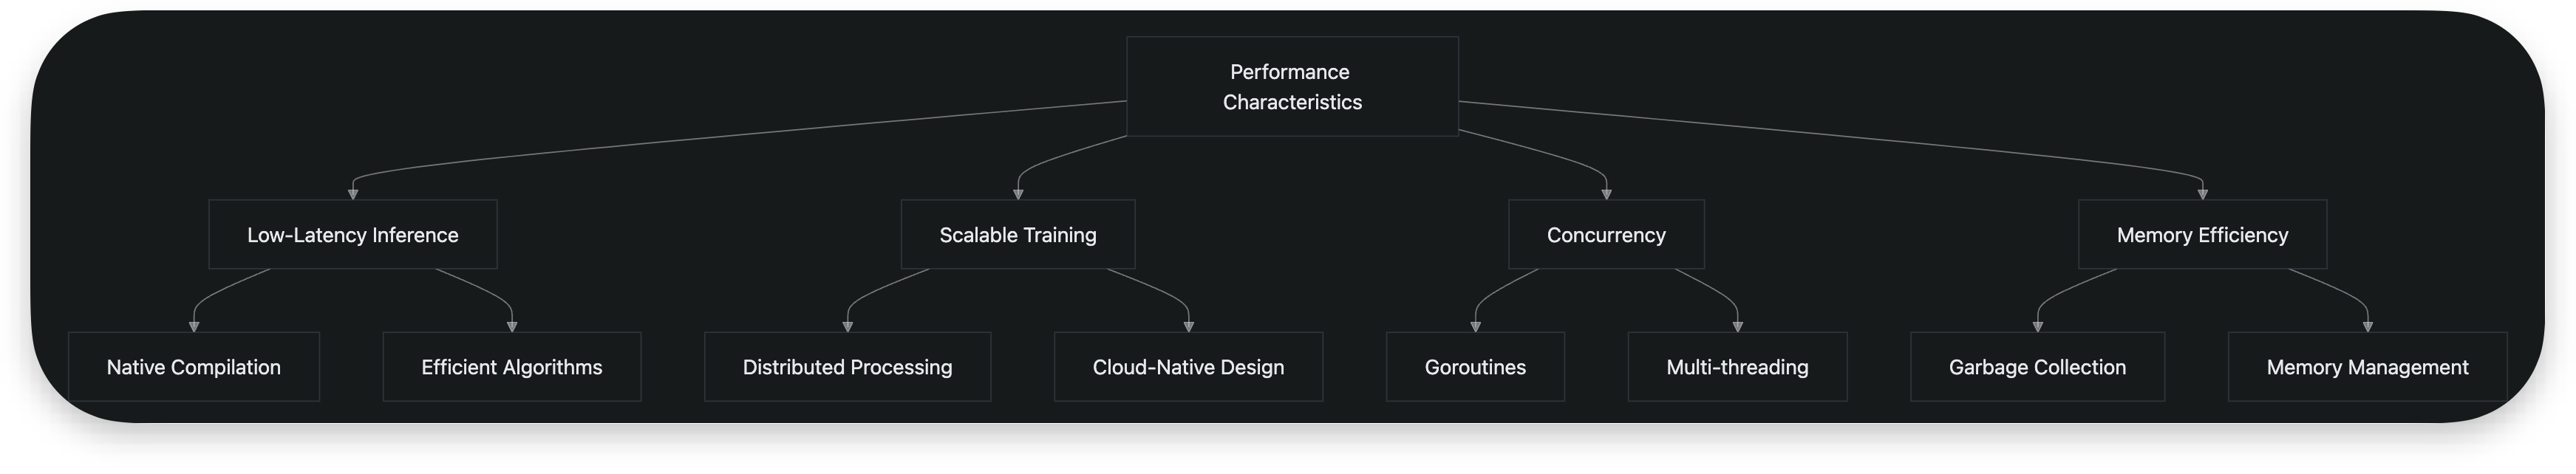 Performance
Characteristics
Low-Latency Inference
Scalable Training
Concurrency
Memory Efficiency
Native Compilation
Efficient Algorithms
Distributed Processing
Cloud-Native Design
Goroutines
Multi-threading
Garbage Collection
Memory Management